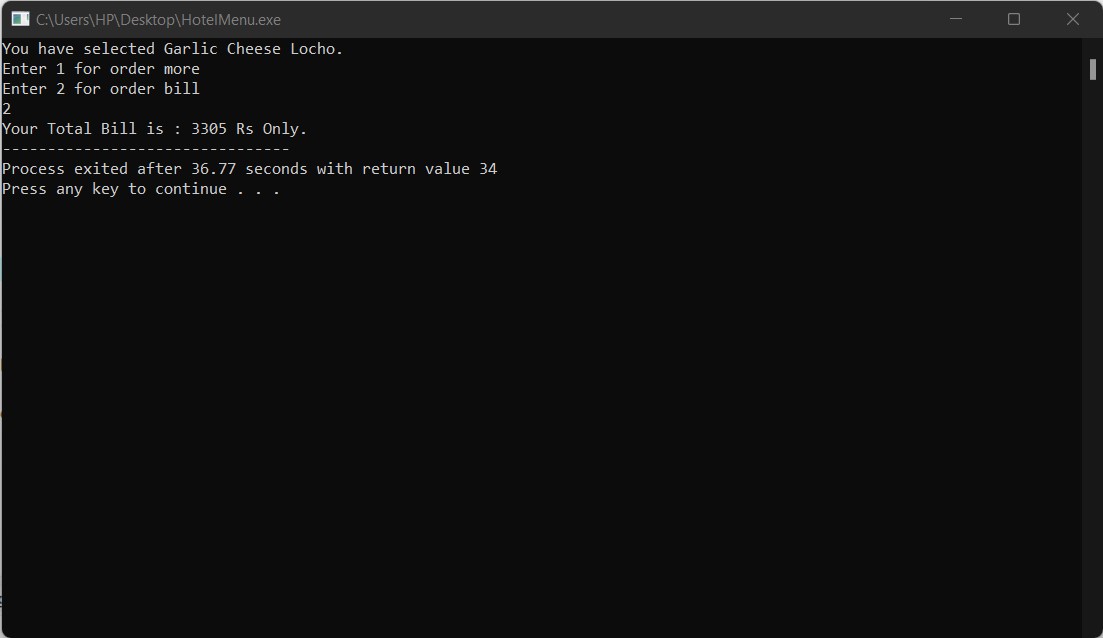 C:\Users\HP\Desktop\HotelMenu.exe
You have selected Garlic Cheese Locho.
Enter 1 for order more
Enter 2 for order bill
2
Your Total Bill is : 3305 Rs Only.
--------------------------------
Process exited after 36.77 seconds with return value 34
Press any key to continue . . .